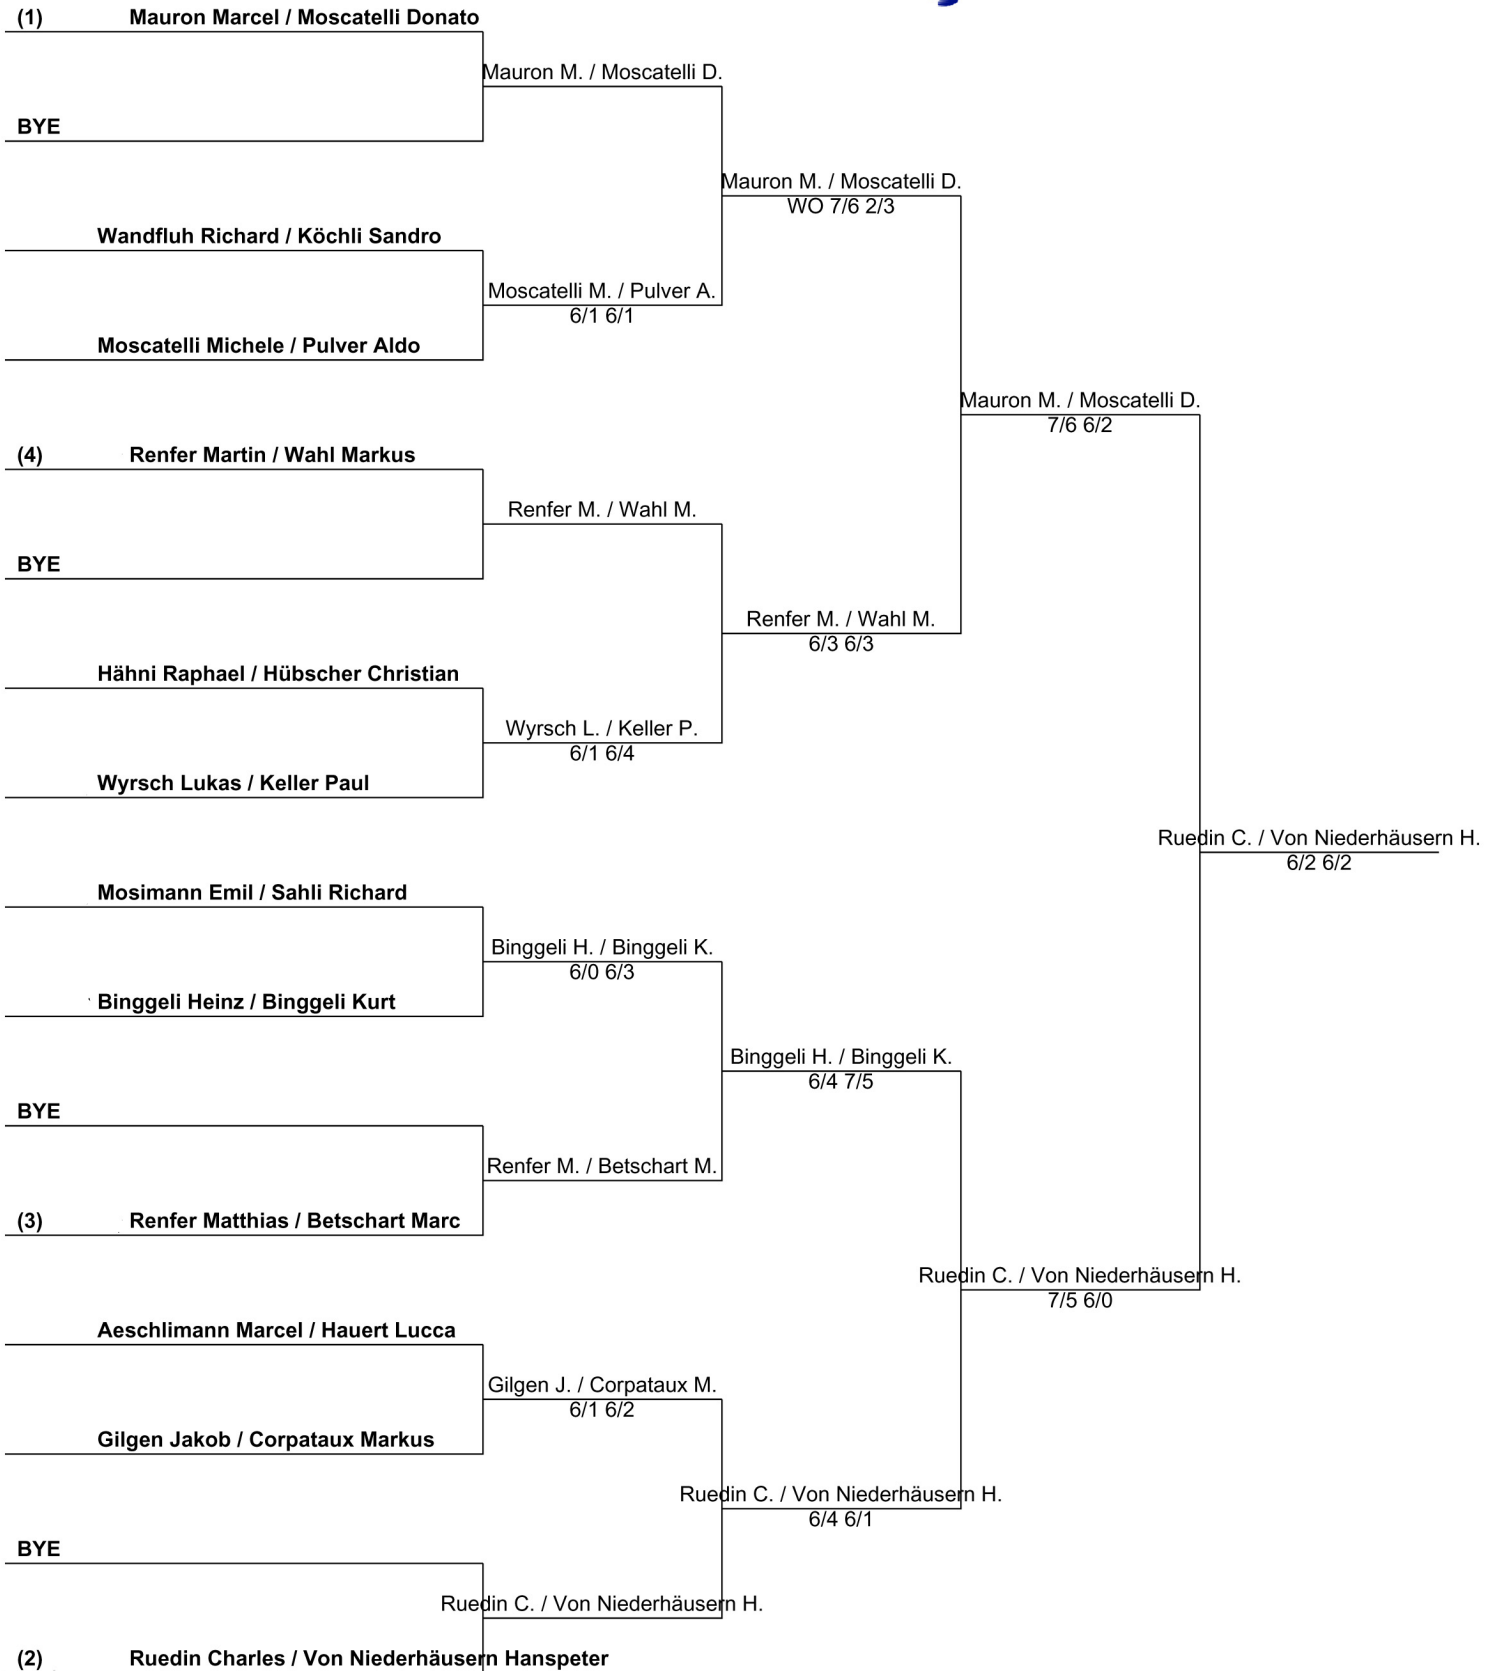 (1) Mauron Marcel / Moscatelli Donato
Mauron M. / Moscatelli D.
BYE
Mauron M. / Moscatelli D.
WO 7/6 2/3
Wandfluh Richard / Köchli Sandro
Moscatelli M. / Pulver A.
6/1 6/1
Moscatelli Michele / Pulver Aldo
Mauron M. / Moscatelli D.
7/6 6/2
(4) Renfer Martin / Wahl Markus
Renfer M. / Wahl M.
BYE
Renfer M. / Wahl M.
6/3 6/3
Hähni Raphael / Hübscher Christian
Wyrsch L. / Keller P.
6/1 6/4
Wyrsch Lukas / Keller Paul
Ruedin C. / Von Niederhäusern H.
6/2 6/2
Mosimann Emil / Sahli Richard
Binggeli H. / Binggeli K.
6/0 6/3
Binggeli Heinz / Binggeli Kurt
Binggeli H. / Binggeli K.
6/4 7/5
BYE
Renfer M. / Betschart M.
(3) Renfer Matthias / Betschart Marc
Ruedin C. / Von Niederhäusern H.
7/5 6/0
Aeschlimann Marcel / Hauert Lucca
Gilgen J. / Corpataux M.
6/1 6/2
Gilgen Jakob / Corpataux Markus
Ruedin C. / Von Niederhäusern H.
6/4 6/1
BYE
Ruedin C. / Von Niederhäusern H.
(2) Ruedin Charles / Von Niederhäusern Hanspeter